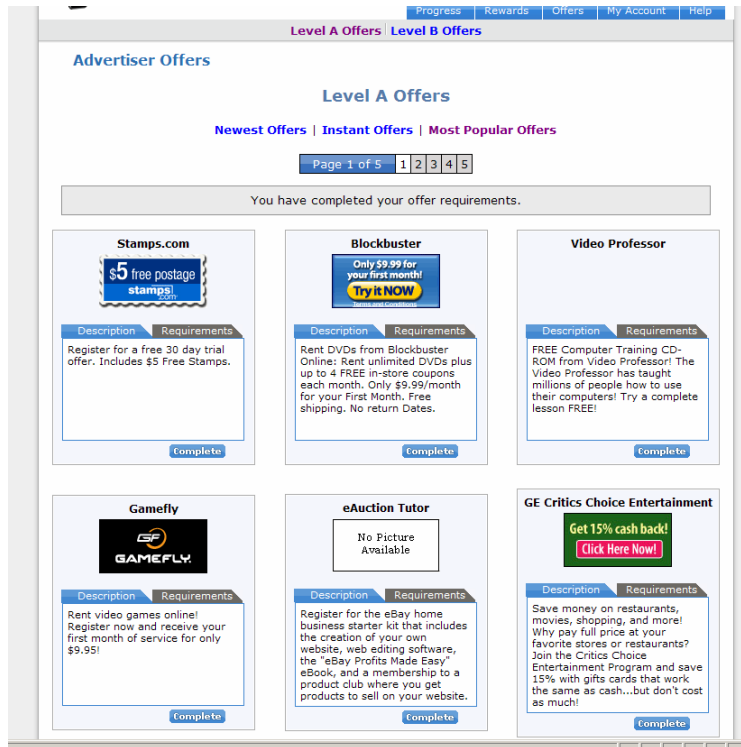 Progress Rewards Offers My Account Help
Level A Offers Level B Offers
Advertiser Offers
Level A Offers
Newest Offers | Instant Offers | Most Popular Offers
Page 1 of 5 1 2 3 4 5
You have completed your offer requirements.
Stamps.com
$5 free postage
stamps.com
Description Requirements
Register for a free 30 day trial
offer. Includes $5 Free Stamps.
Complete
Blockbuster
Only $9.99 for
your first month!
Try it NOW
Terms and Conditions
Description Requirements
Rent DVDs from Blockbuster
Online: Rent unlimited DVDs plus
up to 4 FREE in-store coupons
each month. Only $9.99/month
for your First Month. Free
shipping. No return Dates.
Complete
Video Professor
Description Requirements
FREE Computer Training CD-
ROM from Video Professor! The
Video Professor has taught
millions of people how to use
their computers! Try a complete
lesson FREE!
Complete
Gamefly
GF
GAMEFLY.
Description Requirements
Rent video games online!
Register now and receive your
first month of service for only
$9.95!
Complete
eAuction Tutor
No Picture
Available
Description Requirements
Register for the eBay home
business starter kit that includes
the creation of your own
website, web editing software,
the "eBay Profits Made Easy"
eBook, and a membership to a
product club where you get
products to sell on your website.
Complete
GE Critics Choice Entertainment
Get 15% cash back!
Click Here Now!
Description Requirements
Save money on restaurants,
movies, shopping, and more!
Why pay full price at your
favorite stores or restaurants?
Join the Critics Choice
Entertainment Program and save
15% with gifts cards that work
the same as cash...but don't cost
as much!
Complete